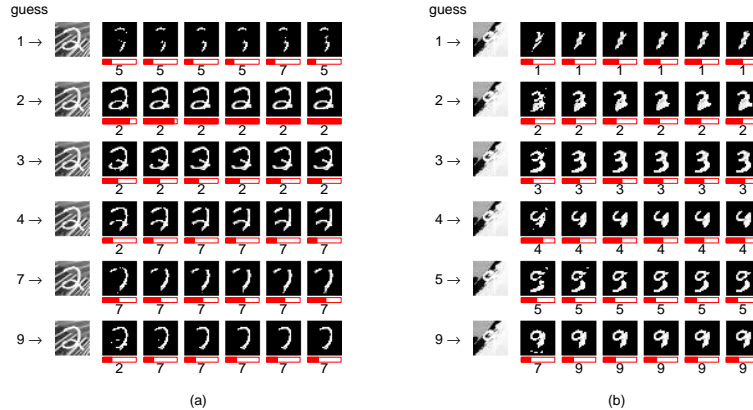 guess
1 → 5 5 5 5 7 5
2 → 2 2 2 2 2 2
3 → 2 2 2 2 2 2
4 → 2 7 7 7 7 7
7 → 7 7 7 7 7 7
9 → 2 7 7 7 7 7
(a)
guess
1 → 1 1 1 1 1 1
2 → 2 2 2 2 2 2
3 → 3 3 3 3 3 3
4 → 4 4 4 4 4 4
5 → 5 5 5 5 5 5
9 → 7 9 9 9 9 9
(b)